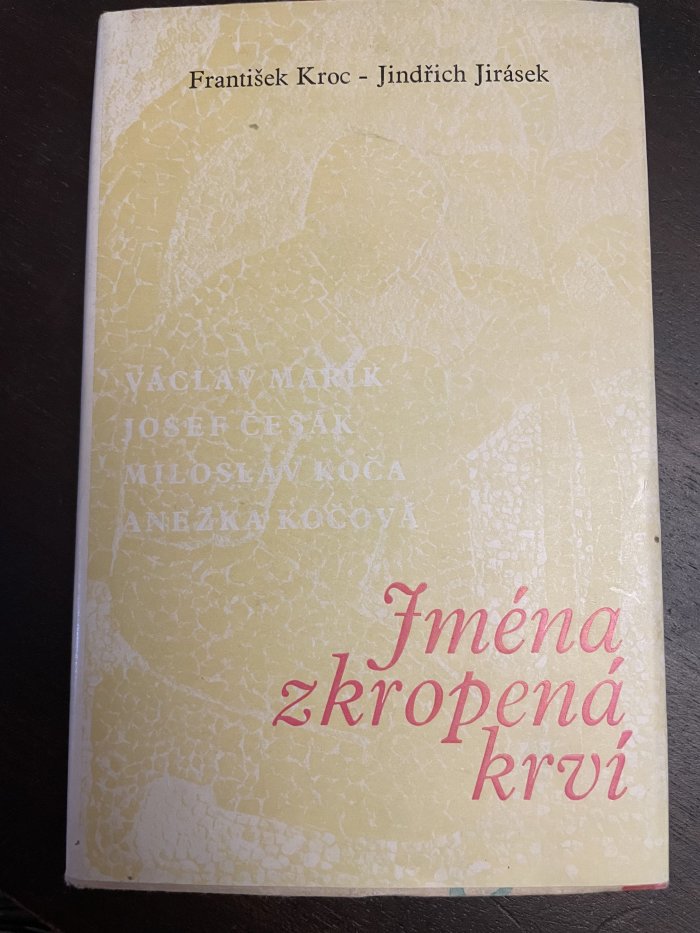 František Kroc – Jindřich Jirásek
VÁCLAV MAŘÍK
JOSEF ČESÁK
MILOSLAV KOČA
ANEŽKA KOČOVÁ
Jména
zkropená
krví